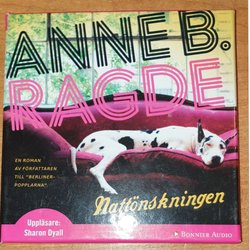 ANNE B.
RAGDE
EN ROMAN
AV FÖRFATTAREN
TILL "BERLINER-
POPPLARNA".
Nattönskningen
Uppläsare:
Sharon Dyall
BONNIER AUDIO